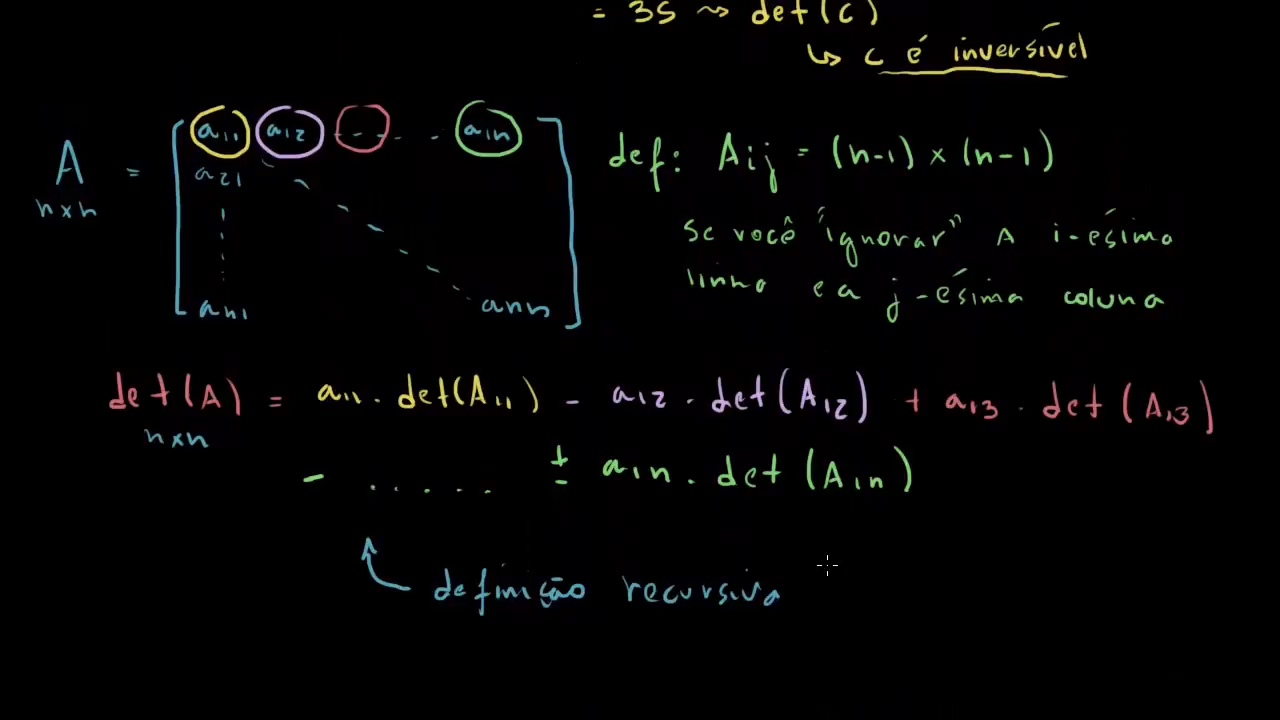 = 35 ⇝ det(C)
↳ C é inversível
A = [ a11 a12 - - - a1n
n×n
a21
an1 ann ]
def: Aij = (n-1) × (n-1)
Se você "ignorar" A i-ésima
linha e a j-ésima coluna
det(A) = a11 . det(A11) - a12 . det(A12) + a13 . det(A13)
n×n
- ..... ± a1n . det(A1n)
definição recursiva